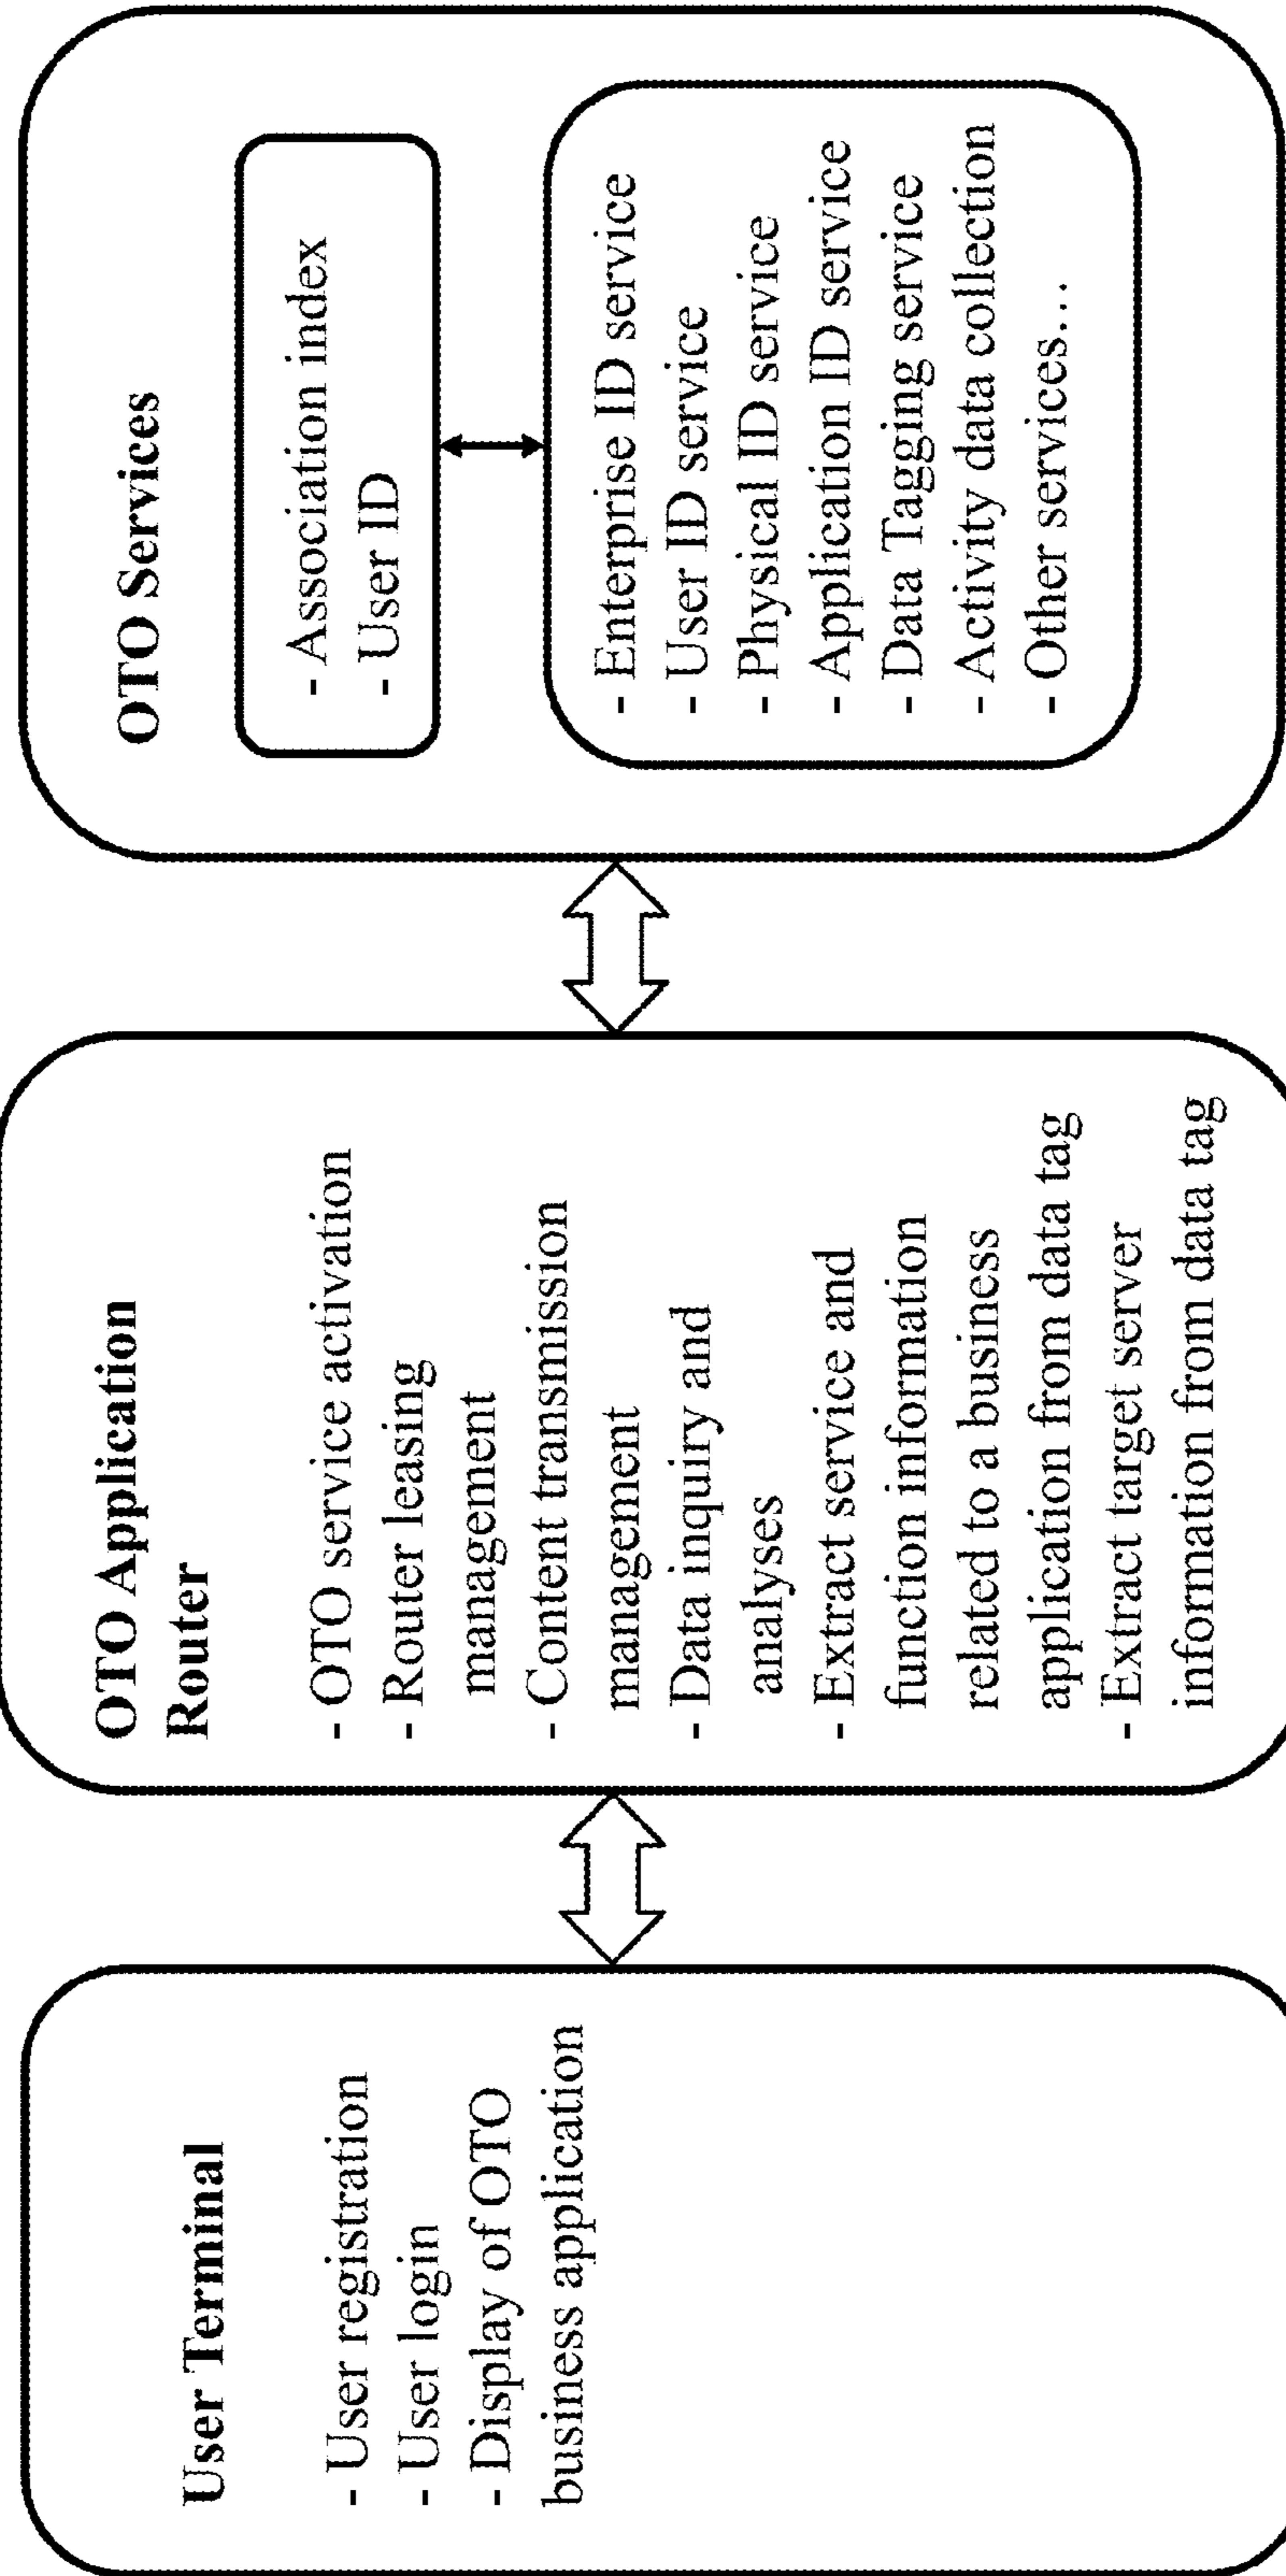 User Terminal
- User registration
- User login
- Display of OTO
business application
OTO Application
Router
- OTO service activation
- Router leasing
management
- Content transmission
management
- Data inquiry and
analyses
- Extract service and
function information
related to a business
application from data tag
- Extract target server
information from data tag
OTO Services
- Association index
- User ID
- Enterprise ID service
- User ID service
- Physical ID service
- Application ID service
- Data Tagging service
- Activity data collection
- Other services…